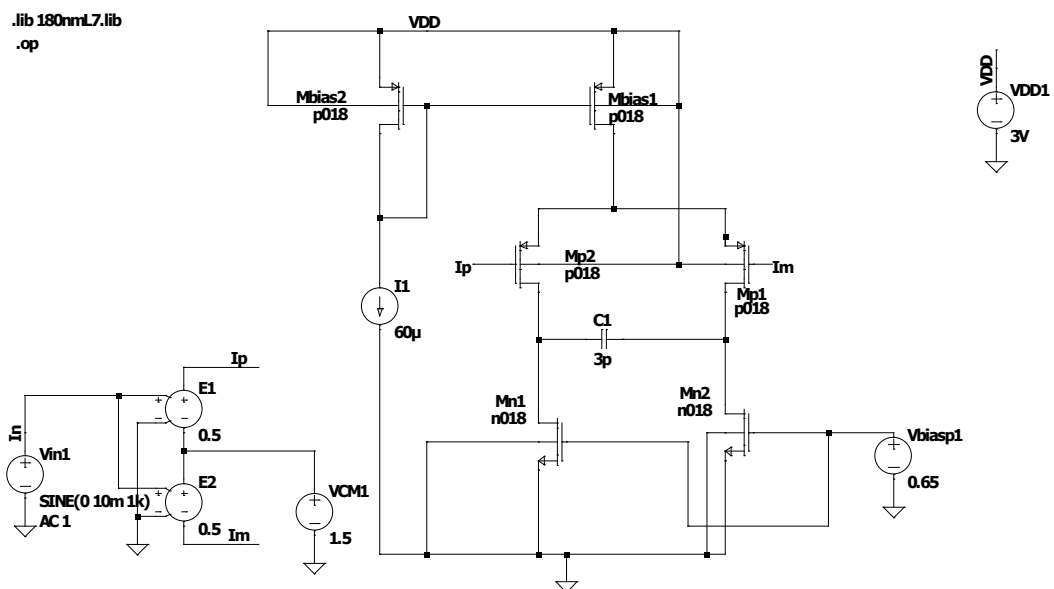 .lib 180nmL7.lib
.op
VDD
Mbias2
p018
Mbias1
p018
VDD
VDD1
3V
Ip
Mp2
p018
Im
Mp1
p018
I1
60µ
C1
3p
Ip
E1
0.5
In
Vin1
SINE(0 10m 1k)
AC 1
E2
0.5
Im
VCM1
1.5
Mn1
n018
Mn2
n018
Vbiasp1
0.65